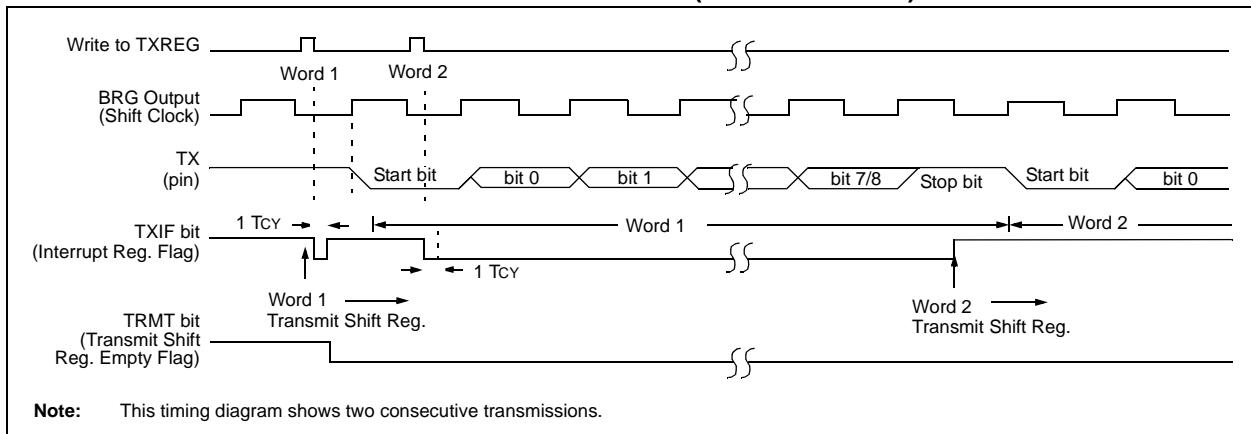 Write to TXREG
Word 1
Word 2
BRG Output
(Shift Clock)
TX
(pin)
Start bit
bit 0
bit 1
bit 7/8
Stop bit
Start bit
bit 0
1 TCY
TXIF bit
(Interrupt Reg. Flag)
Word 1
Word 2
1 TCY
Word 1
Transmit Shift Reg.
Word 2
Transmit Shift Reg.
TRMT bit
(Transmit Shift
Reg. Empty Flag)
Note: This timing diagram shows two consecutive transmissions.